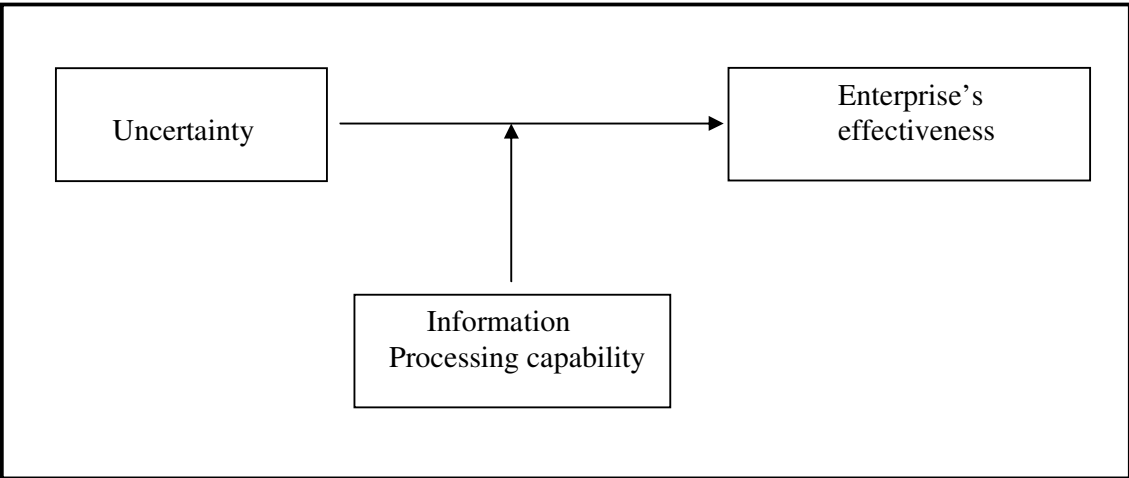 Uncertainty
Enterprise's
effectiveness
Information
Processing capability